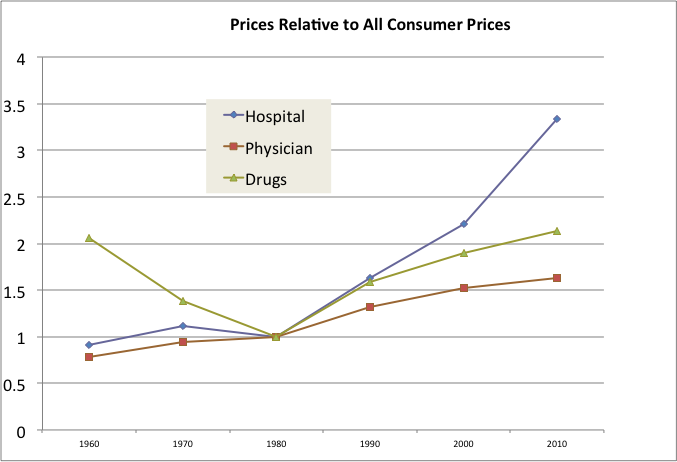 Prices Relative to All Consumer Prices
4
3.5
3
2.5
2
1.5
1
0.5
0
Hospital
Physician
Drugs
1960 1970 1980 1990 2000 2010